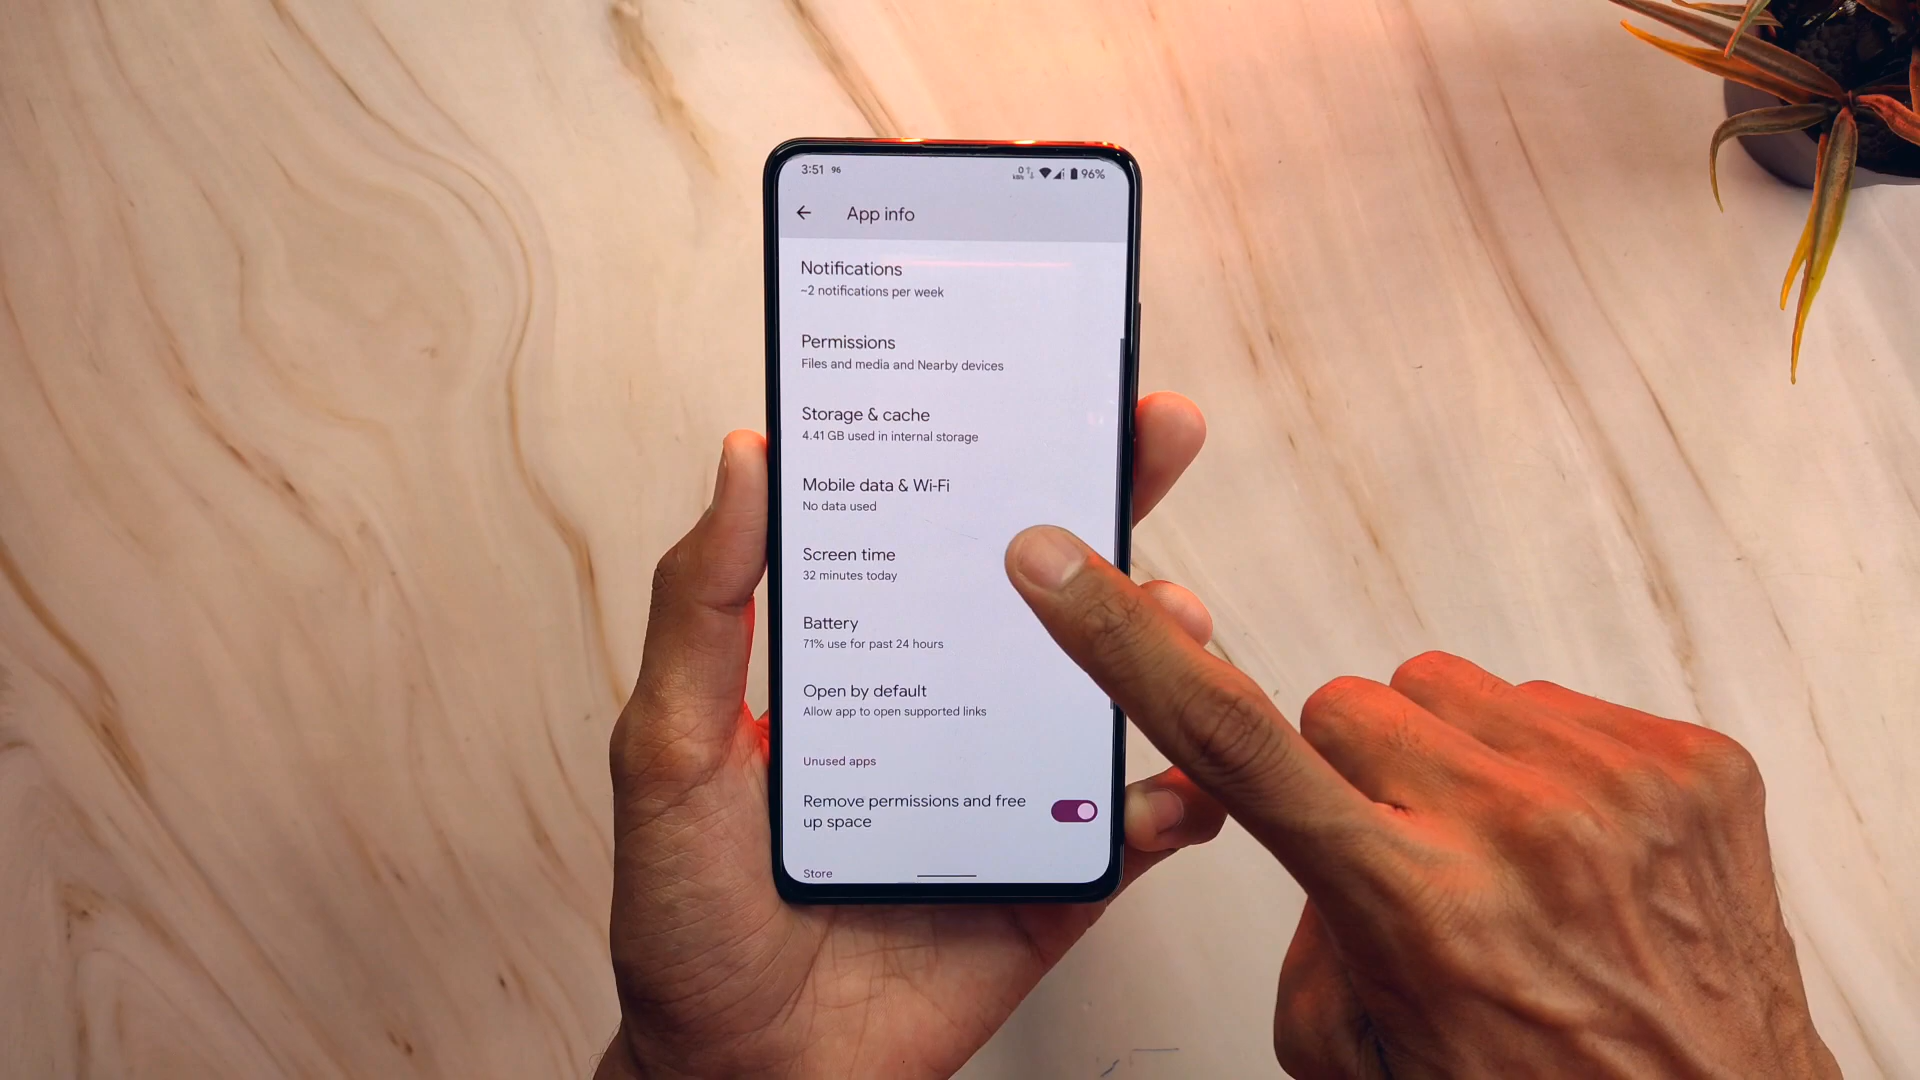 3:51 96
96%
App info
Notifications
~2 notifications per week
Permissions
Files and media and Nearby devices
Storage & cache
4.41 GB used in internal storage
Mobile data & Wi-Fi
No data used
Screen time
32 minutes today
Battery
71% use for past 24 hours
Open by default
Allow app to open supported links
Unused apps
Remove permissions and free
up space
Store